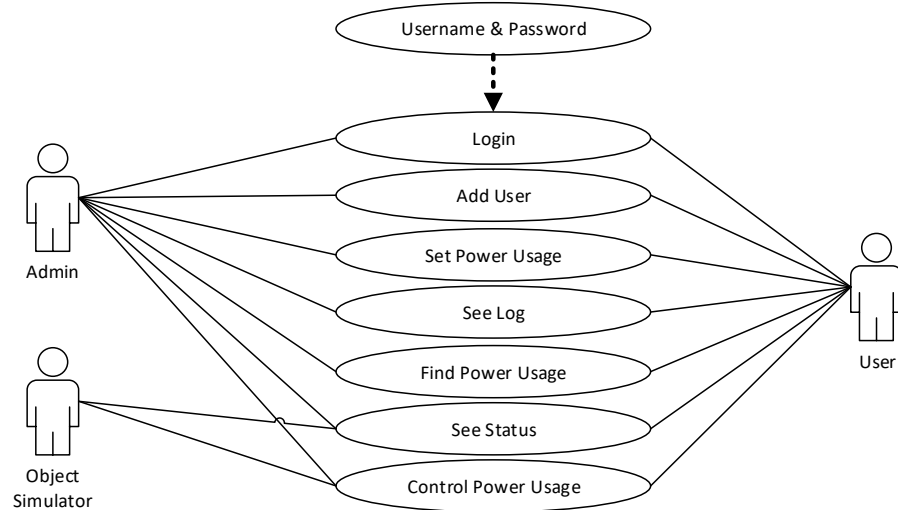 Username & Password
Login
Add User
Set Power Usage
See Log
Find Power Usage
See Status
Control Power Usage
Admin
Object
Simulator
User